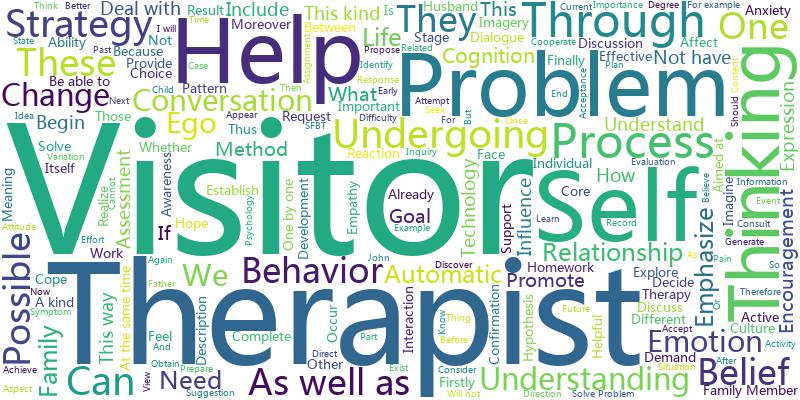 Think
Better
Deal with
Result
Include
This kind
Is
Husband
This
Imagery
Current
Importance
Degree
For example
Strategy
Help
They
Through
One
Anxiety
State
Ability
Because
Moreover
I will
Time
Between
Life
Stage
Dialogue
Cooperate
Discussion
Affect
These
Not
Provide
Choice
Past
Case
Assignment
Propose
Related
Cognition
Finally
Effective
Not have
Be able to
Pattern
Identify
Problem
Plan
Change
Next
Child
Then
Response
Early
End
Acceptance
Content
Should
Conversation
What
Important
Attempt
Seek
Idea
Those
Appear
Request
Difficulty
For
But
Begin
Ego
Thus
SFBT
Undergoing
Process
Understand
Expression
Solve
Variation
Whether
Method
Reaction
Inquiry
Once
Face
Individual
Evaluation
Aimed at
Thinking
Itself
Visitor
Self
How
Meaning
Realize
Cannot
Assessment
Awareness
Establish
Psychology
One by one
Development
Empathy
Already
Example
Goal
Technology
Support
Influence
Core
Learn
Record
Believe
Information
Event
Imagine
Consult
Attitude
Hope
Effort
If
Work
John
Relationship
Emphasize
Generate
So
Possible
Again
We
Behavior
Discover
Automatic
Homework
Promote
Explore
As
Pain
Or
Therefore
Encouragement
Cope
Now
A kind
Symptom
This way
At the same time
Father
Therapist
Interaction
Know
Thing
Before
Confirmation
Hypothesis
Future
Helpful
Decide
Therapy
Discuss
Different
Active
Culture
Family
Feel
And
Description
Complete
Occur
Part
Accept
Emotion
Activity
Achieve
Aspect
View
Obtain
Prepare
Suggestion
Can
Need
Direct
Other
Exist
As well as
Consider
Firstly
Will not
Understanding
Direction
Solve Problem
Demand
Situation
After
Belief
Family Member